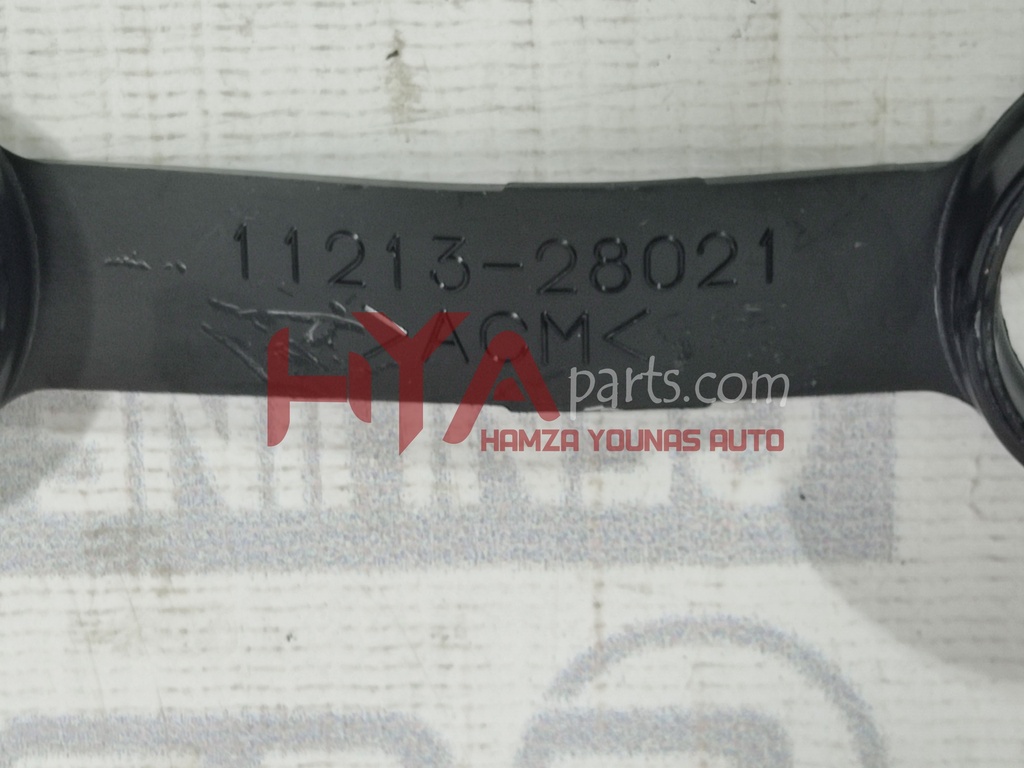 11213-28021
>ACM<
HYA
parts.com
HAMZA YOUNAS AUTO